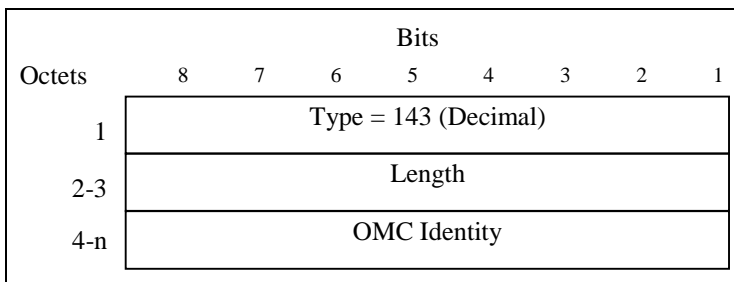 Bits
Octets 8 7 6 5 4 3 2 1
1 Type = 143 (Decimal)
2-3 Length
4-n OMC Identity